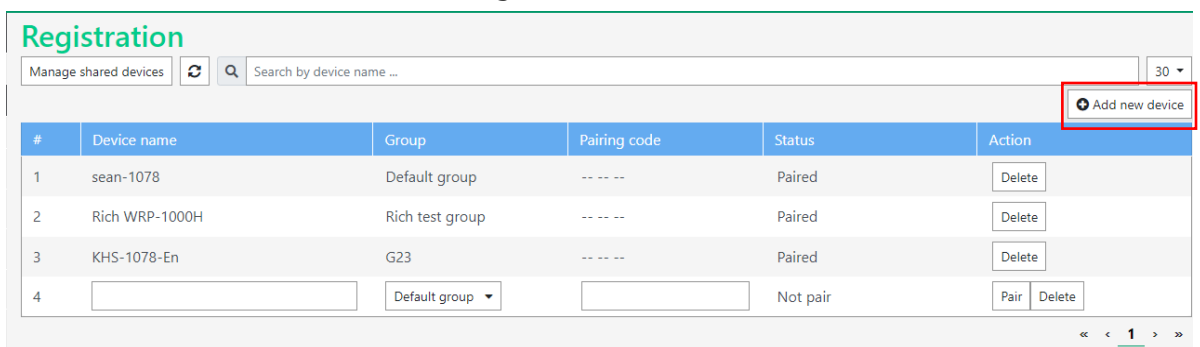 Registration
Manage shared devices Search by device name ... 30
Add new device
# Device name Group Pairing code Status Action
1 sean-1078 Default group -- -- -- Paired Delete
2 Rich WRP-1000H Rich test group -- -- -- Paired Delete
3 KHS-1078-En G23 -- -- -- Paired Delete
4 Default group Not pair Pair Delete
« ‹ 1 › »